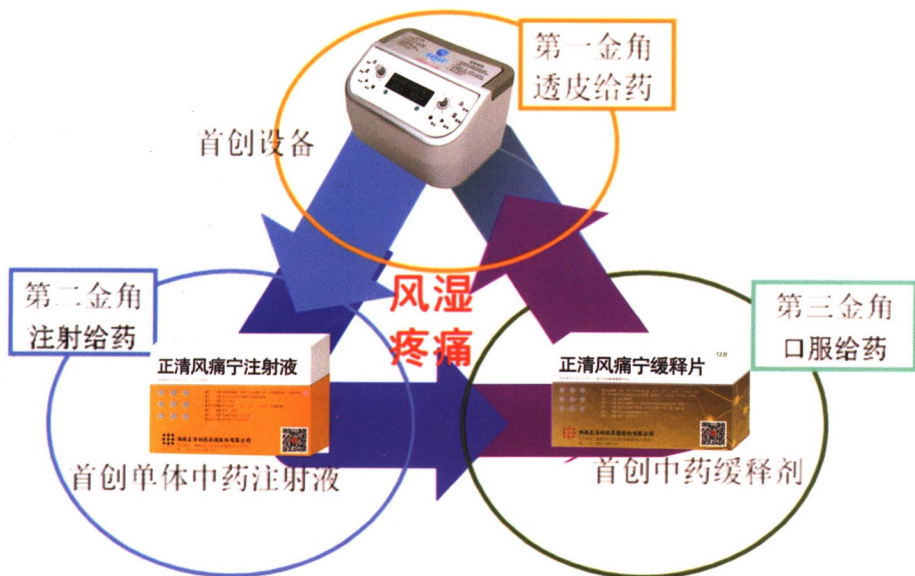 第一金角
透皮给药
首创设备
风湿
疼痛
第二金角
注射给药
正清风痛宁注射液
首创单体中药注射液
第三金角
口服给药
正清风痛宁缓释片
首创中药缓释剂